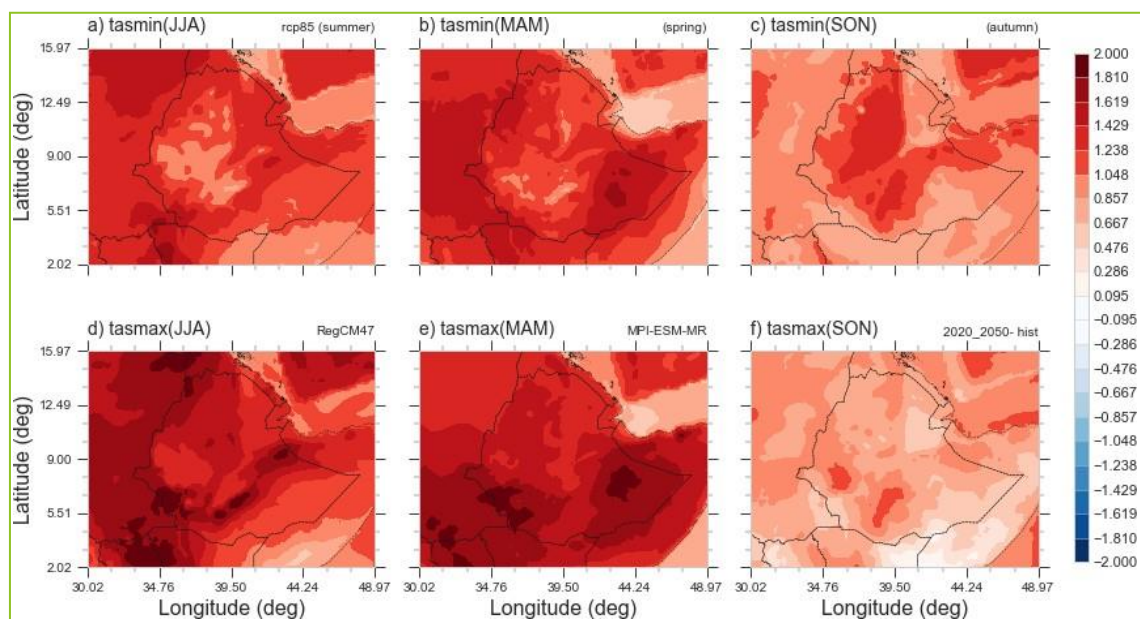 a) tasmin(JJA) rcp85 (summer)
b) tasmin(MAM) (spring)
c) tasmin(SON) (autumn)
Latitude (deg)
15.97
12.49
9.00
5.51
2.02
2.000
1.810
1.619
1.429
1.238
1.048
0.857
0.667
0.476
0.286
0.095
−0.095
−0.286
−0.476
−0.667
−0.857
−1.048
−1.238
−1.429
−1.619
−1.810
−2.000
d) tasmax(JJA) RegCM47
e) tasmax(MAM) MPI-ESM-MR
f) tasmax(SON) 2020_2050- hist
Latitude (deg)
15.97
12.49
9.00
5.51
2.02
30.02 34.76 39.50 44.24 48.97
30.02 34.76 39.50 44.24 48.97
30.02 34.76 39.50 44.24 48.97
Longitude (deg)
Longitude (deg)
Longitude (deg)